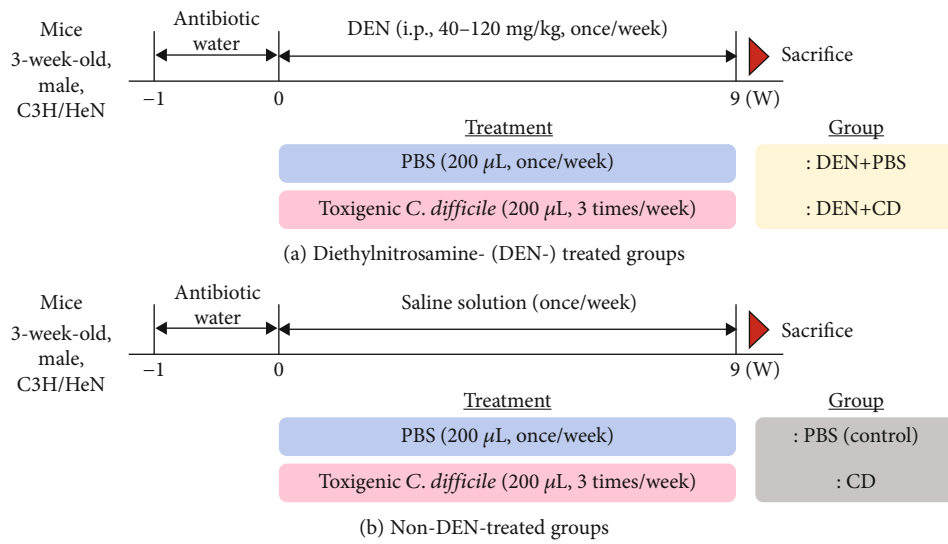 Mice
3-week-old,
male,
C3H/HeN
Antibiotic
water
DEN (i.p., 40–120 mg/kg, once/week)
Sacrifice
−1
0
9 (W)
Treatment
Group
PBS (200 μL, once/week)
: DEN+PBS
Toxigenic C. difficile (200 μL, 3 times/week)
: DEN+CD
(a) Diethylnitrosamine- (DEN-) treated groups
Mice
3-week-old,
male,
C3H/HeN
Antibiotic
water
Saline solution (once/week)
Sacrifice
−1
0
9 (W)
Treatment
Group
PBS (200 μL, once/week)
: PBS (control)
Toxigenic C. difficile (200 μL, 3 times/week)
: CD
(b) Non-DEN-treated groups